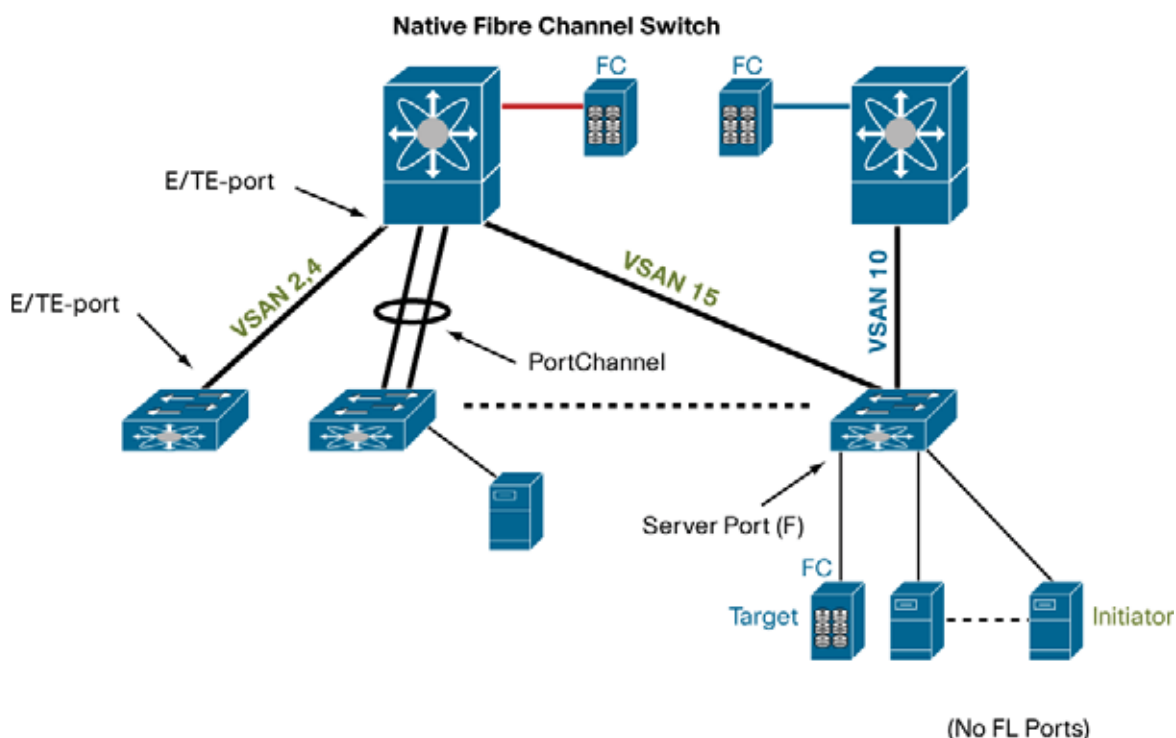 Native Fibre Channel Switch
FC
FC
E/TE-port
E/TE-port
VSAN 2,4
VSAN 15
VSAN 10
PortChannel
Server Port (F)
FC
Target
Initiator
(No FL Ports)